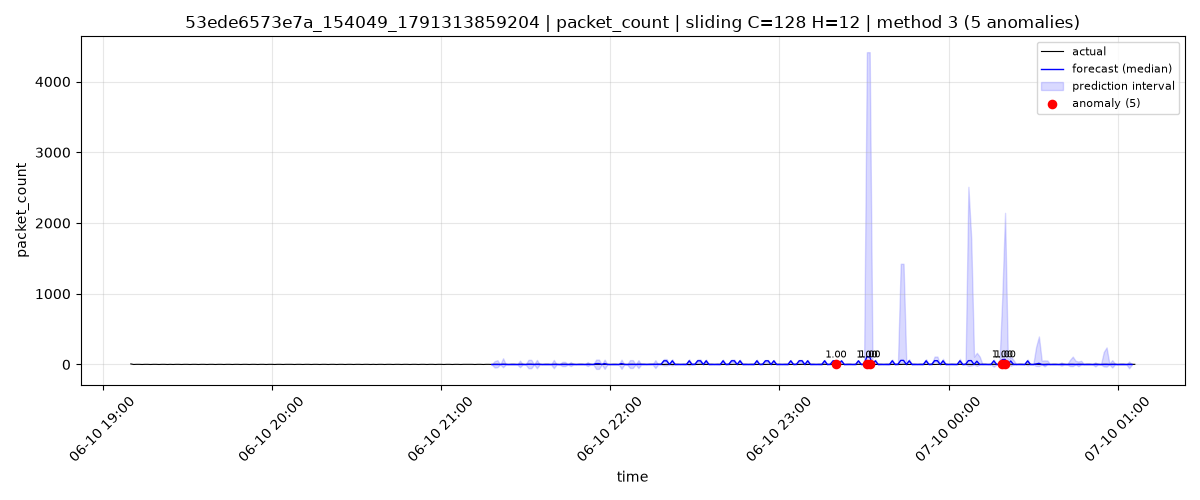 53ede6573e7a_154049_1791313859204 | packet_count | sliding C=128 H=12 | method 3 (5 anomalies)
actual
forecast (median)
prediction interval
anomaly (5)
packet_count
4000
3000
2000
1000
0
1.00
06-10 19:00
06-10 20:00
06-10 21:00
06-10 22:00
06-10 23:00
07-10 00:00
07-10 01:00
time